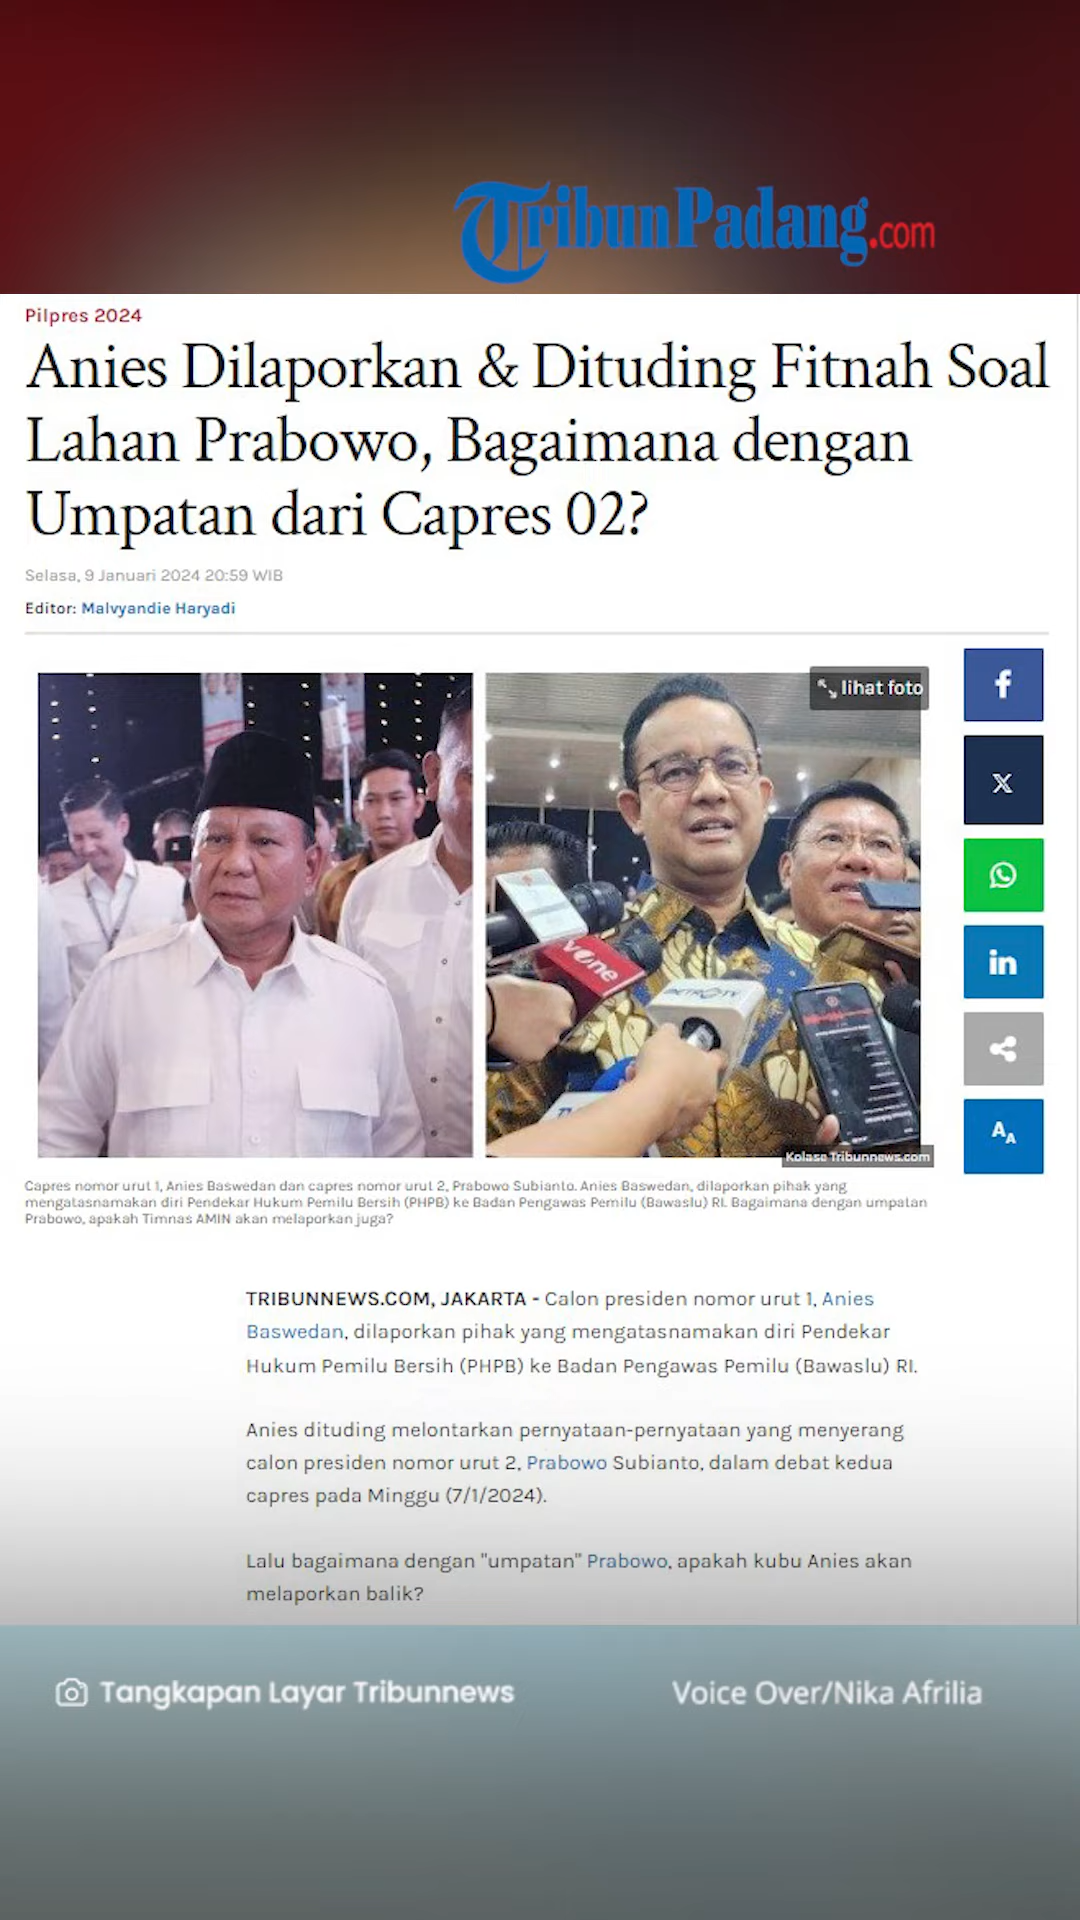 TribunPadang.com
Pilpres 2024
Anies Dilaporkan & Dituding Fitnah Soal
Lahan Prabowo, Bagaimana dengan
Umpatan dari Capres 02?
Selasa, 9 Januari 2024 20:59 WIB
Editor: Malvyandie Haryadi
lihat foto
VOne
METROTV
Kolase Tribunnews.com
Capres nomor urut 1, Anies Baswedan dan capres nomor urut 2, Prabowo Subianto. Anies Baswedan, dilaporkan pihak yang
mengatasnamakan diri Pendekar Hukum Pemilu Bersih (PHPB) ke Badan Pengawas Pemilu (Bawaslu) RI. Bagaimana dengan umpatan
Prabowo, apakah Timnas AMIN akan melaporkan juga?
TRIBUNNEWS.COM, JAKARTA - Calon presiden nomor urut 1, Anies
Baswedan, dilaporkan pihak yang mengatasnamakan diri Pendekar
Hukum Pemilu Bersih (PHPB) ke Badan Pengawas Pemilu (Bawaslu) RI.
Anies dituding melontarkan pernyataan-pernyataan yang menyerang
calon presiden nomor urut 2, Prabowo Subianto, dalam debat kedua
capres pada Minggu (7/1/2024).
Lalu bagaimana dengan "umpatan" Prabowo, apakah kubu Anies akan
melaporkan balik?
Tangkapan Layar Tribunnews
Voice Over/Nika Afrilia